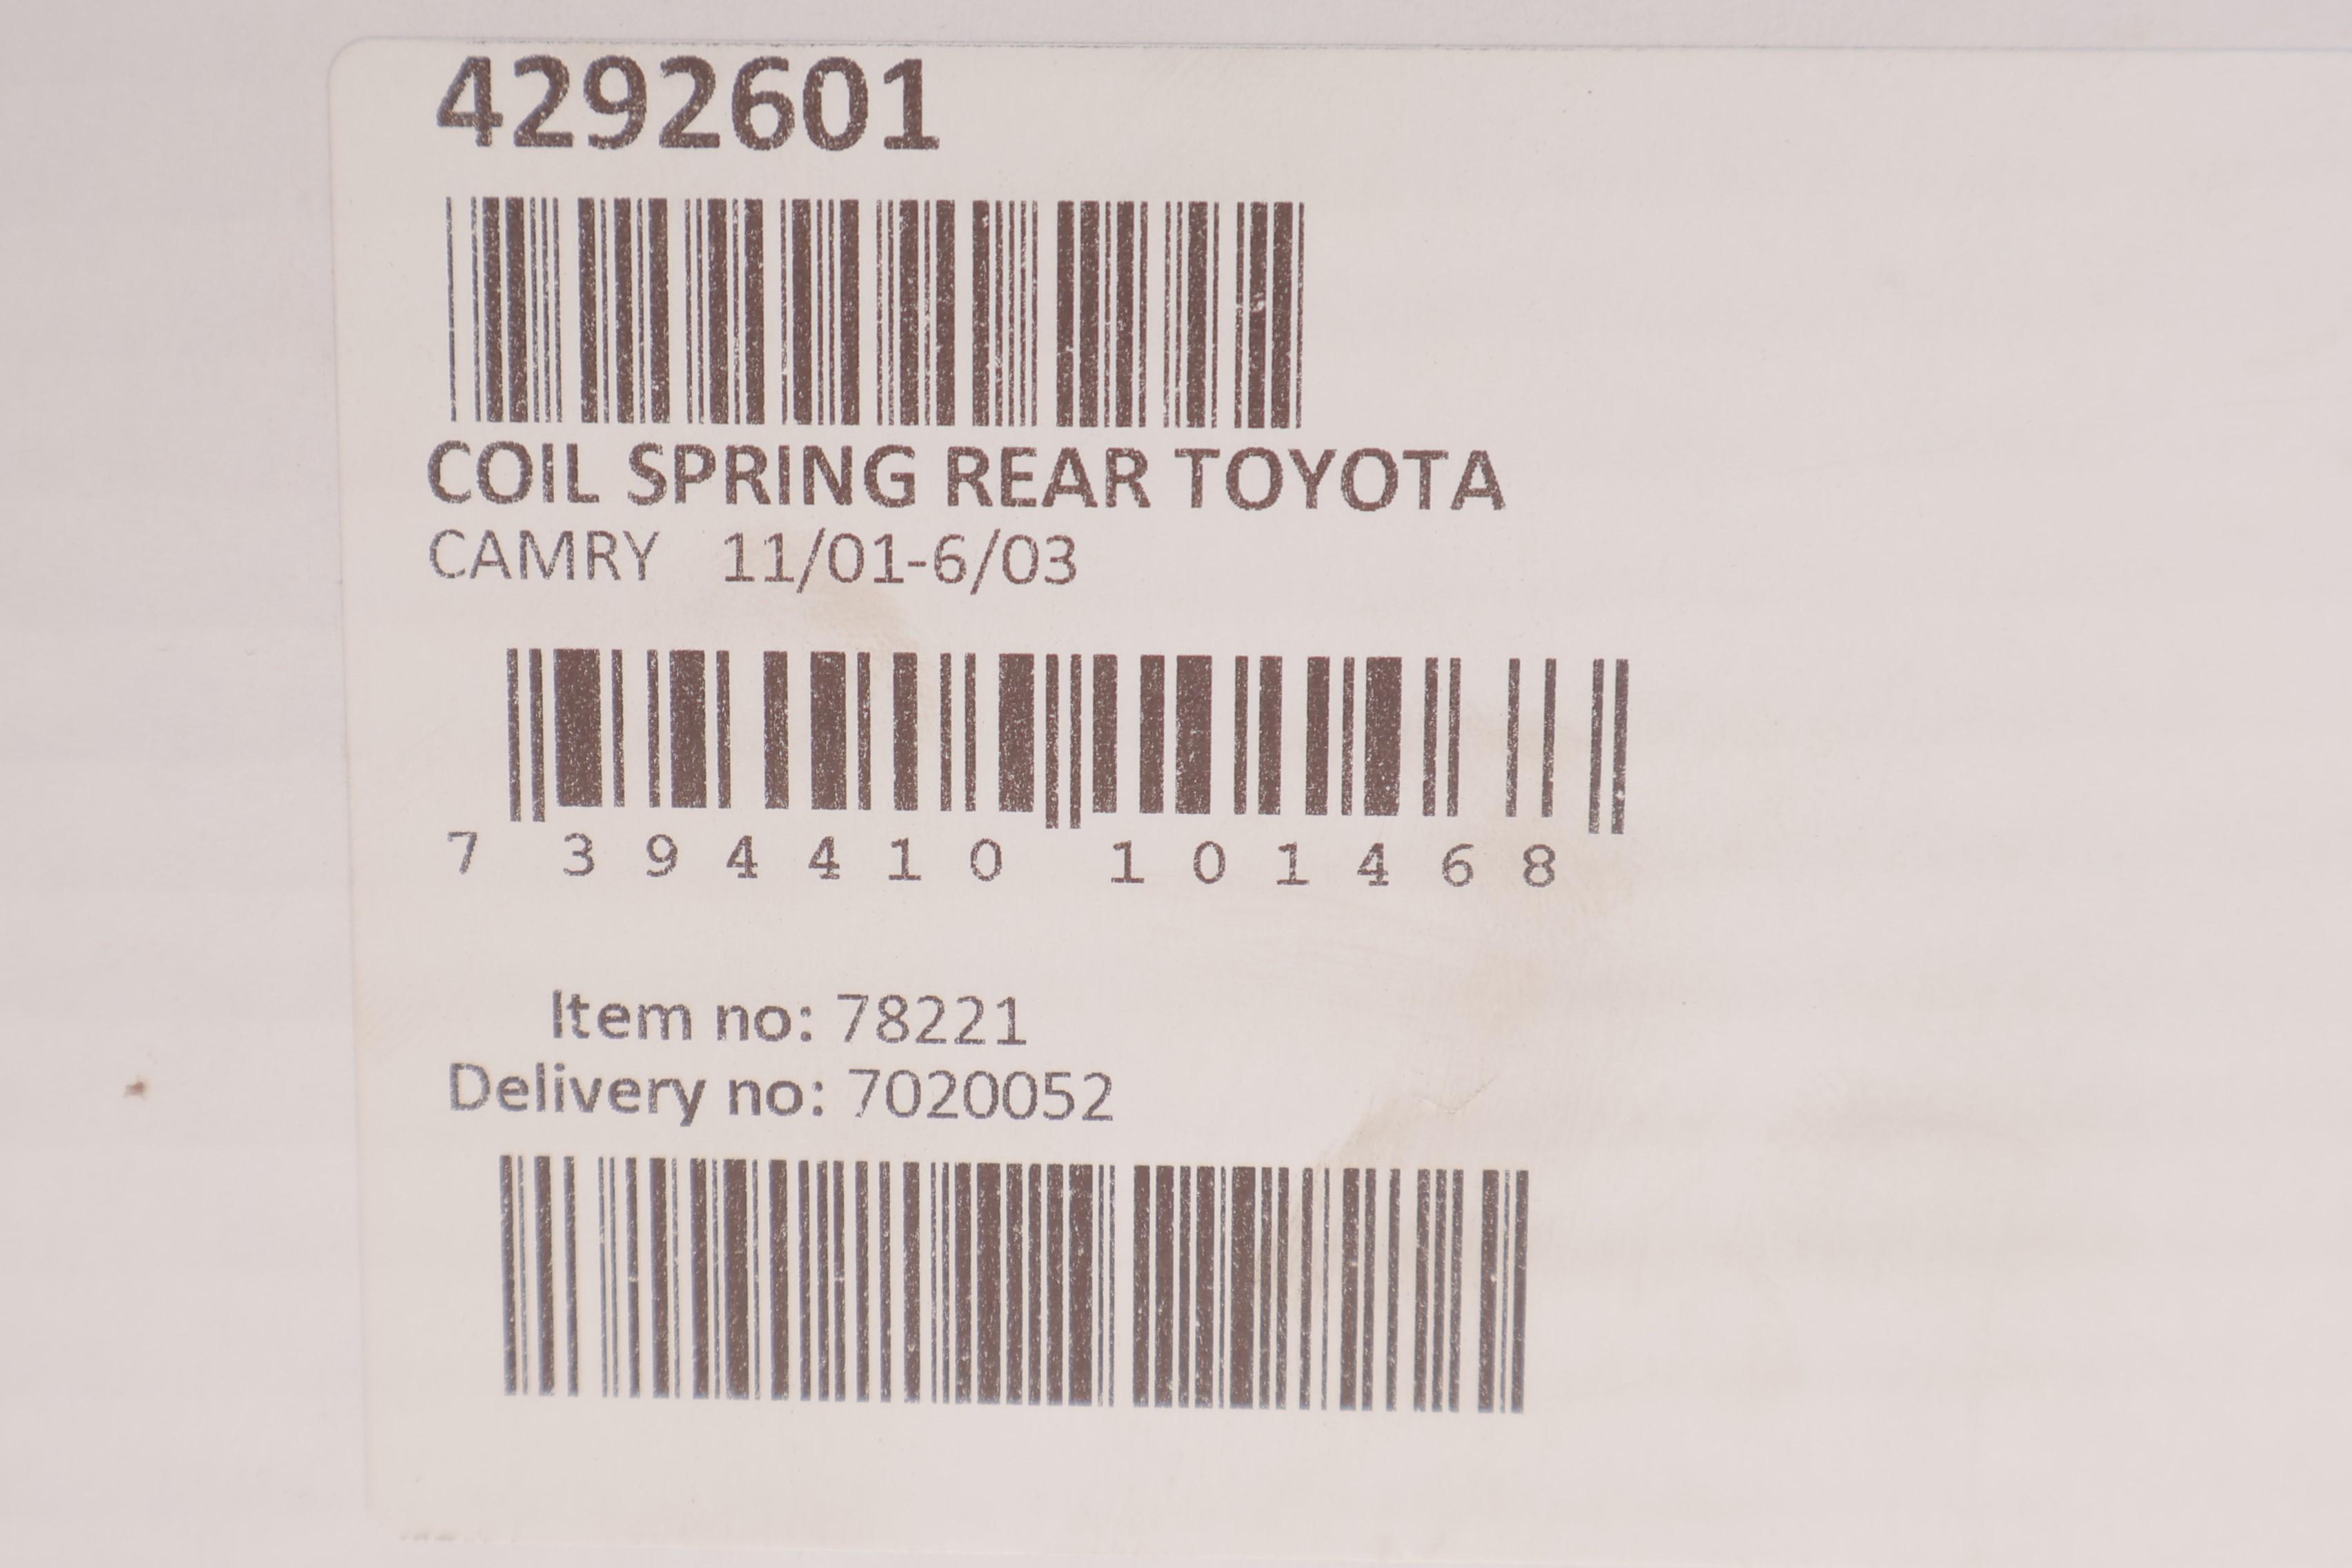 4292601
COIL SPRING REAR TOYOTA
CAMRY 11/01-6/03
7 394410 101468
Item no: 78221
Delivery no: 7020052